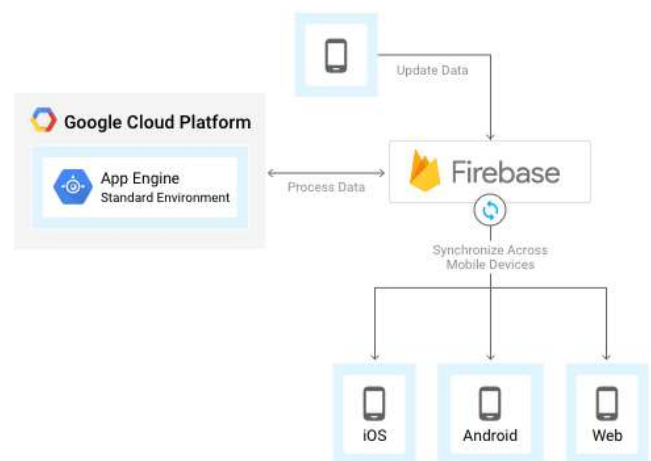 Update Data
Google Cloud Platform
App Engine
Standard Environment
Process Data
Firebase
Synchronize Across
Mobile Devices
iOS
Android
Web